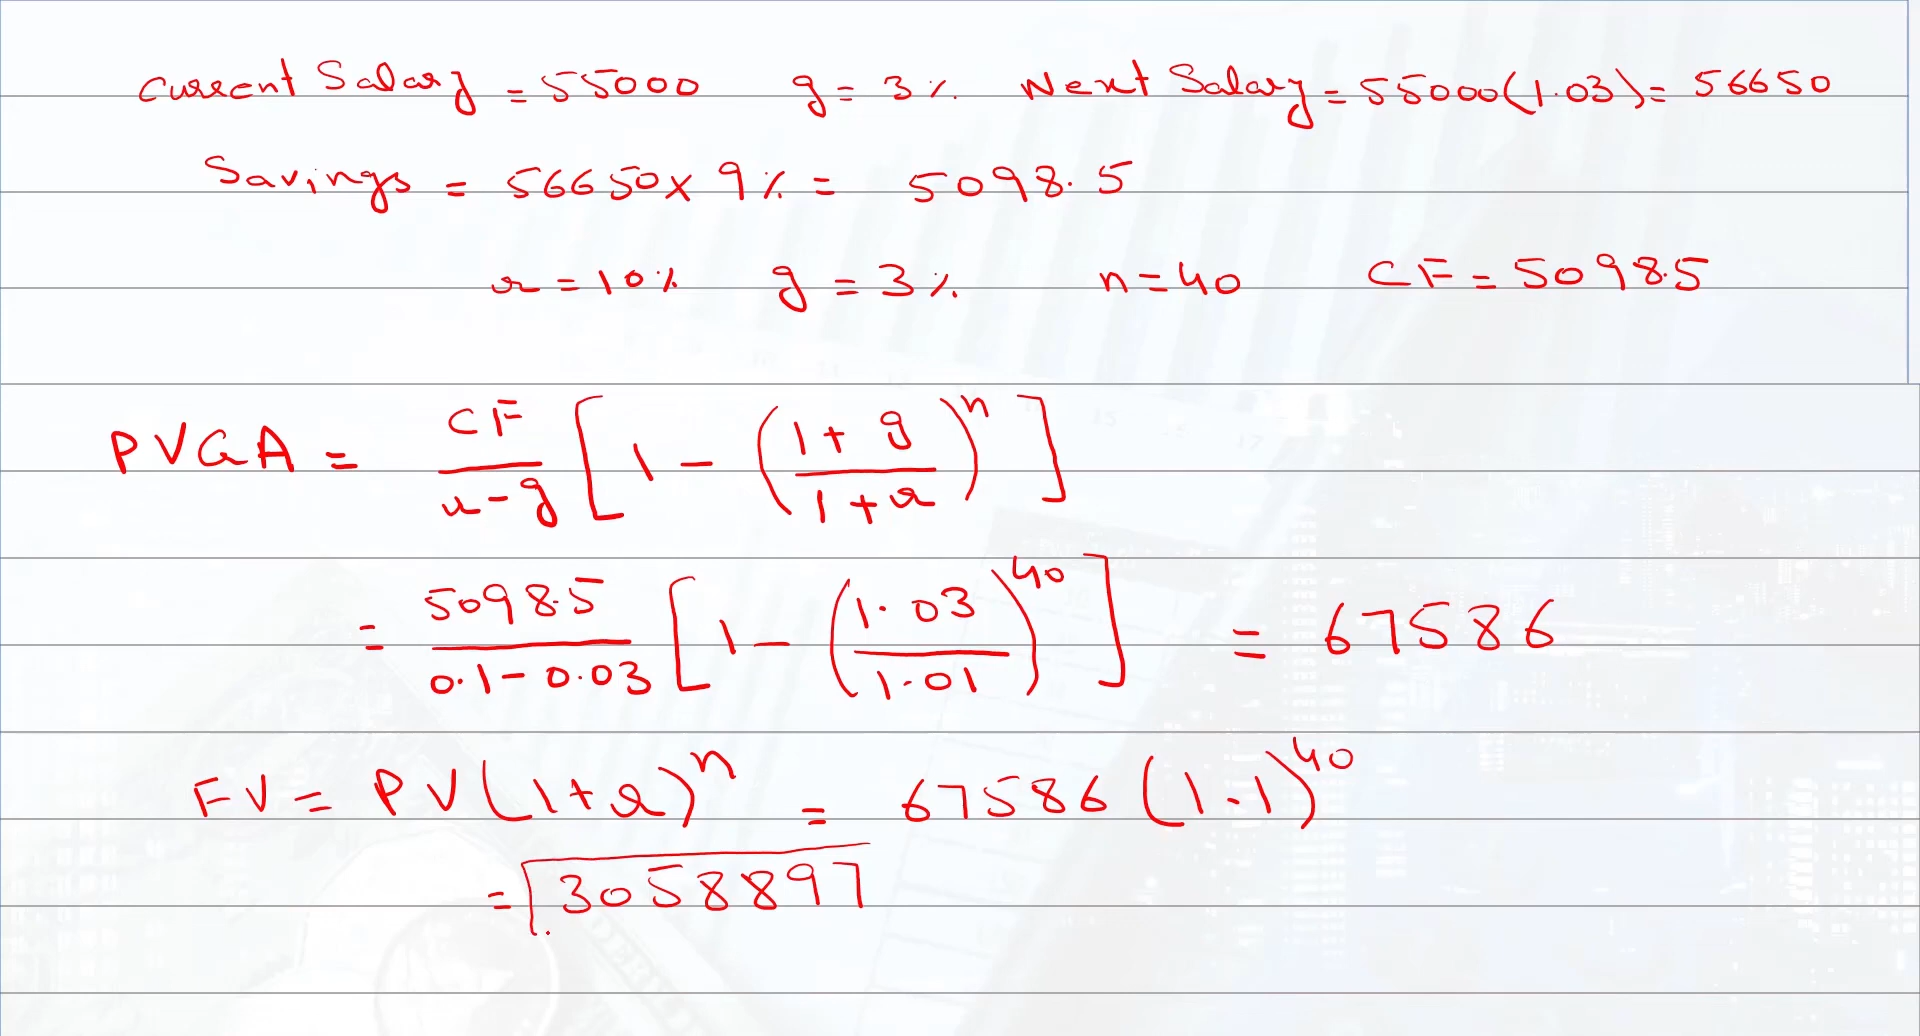 Current Salary = 55000 g = 3% Next Salary = 55000(1.03) = 56650
Savings = 56650 x 9% = 5098.5
r = 10% g = 3% n = 40 CF = 5098.5
PVGA = CF/(r-g) [1 - ((1+g)/(1+r))^n]
= 5098.5/(0.1-0.03) [1 - (1.03/1.01)^40] = 67586
FV = PV(1+r)^n = 67586 (1.1)^40
= 3058897